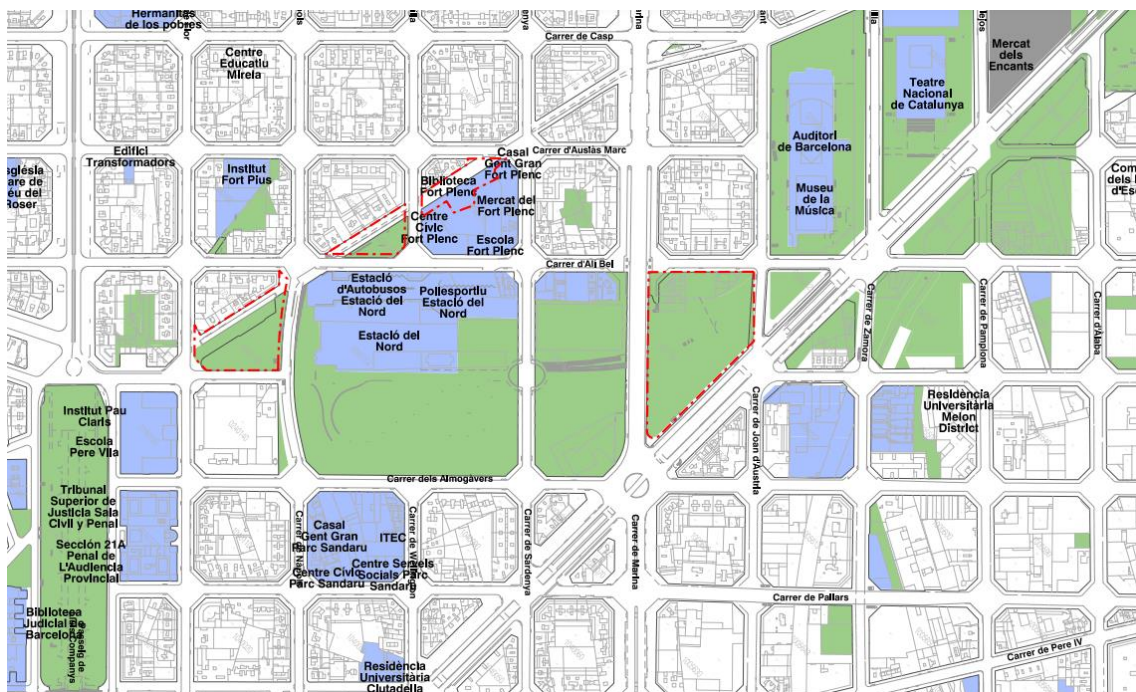 Hermanitas
de los pobres
Carrer de Casp
Centre
Educatiu
Mireia
Mercat
dels
Encants
Teatre
Nacional
de Catalunya
Auditori
de Barcelona
Museu
de la
Música
Edifici
Transformadors
Institut
Fort Pius
Carrer d'Ausiàs Marc
Casal
Gent Gran
Fort Pienc
Biblioteca
Fort Pienc
Mercat del
Fort Pienc
Centre
Cívic
Fort Pienc
Escola
Fort Pienc
Roser
Carrer d'Alí Bei
Estació
d'Autobusos
Estació del
Nord
Poliesportiu
Estació del
Nord
Estació del
Nord
Carrer de Zamora
Carrer de Pamplona
Carrer d'Àlaba
Institut Pau
Claris
Escola
Pere Vila
Carrer de Joan d'Àustria
Residència
Universitària
Melon
District
Carrer dels Almogàvers
Tribunal
Superior de
Justicia Sala
Civil y Penal
Sección 21A
Penal de
L'Audiencia
Provincial
Casal
Gent Gran
Parc Sandaru
ITEC
Centre Cívic
Parc Sandaru
Centre Serveis
Socials Parc
Sandaru
Carrer de Sardenya
Carrer de Marina
Carrer de Pallars
Biblioteca
Judicial de
Barcelona
Residència
Universitària
Ciutadella
Carrer de Pere IV